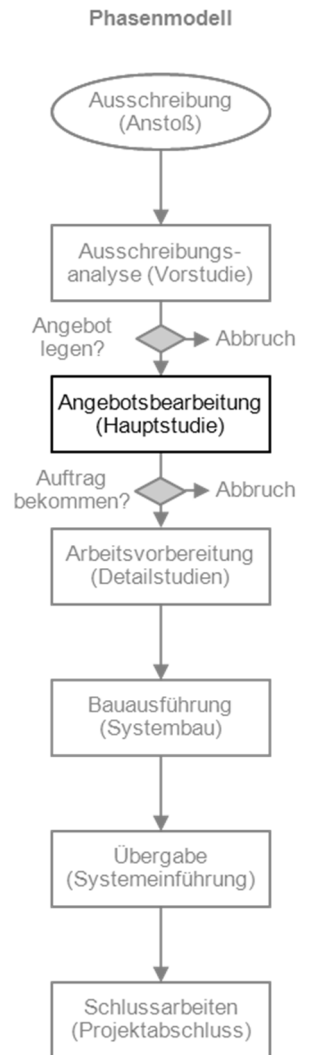 Phasenmodell
Ausschreibung
(Anstoß)
Ausschreibungs-
analyse (Vorstudie)
Angebot
legen?
Abbruch
Angebotsbearbeitung
(Hauptstudie)
Auftrag
bekommen?
Abbruch
Arbeitsvorbereitung
(Detailstudien)
Bauausführung
(Systembau)
Übergabe
(Systemeinführung)
Schlussarbeiten
(Projektabschluss)